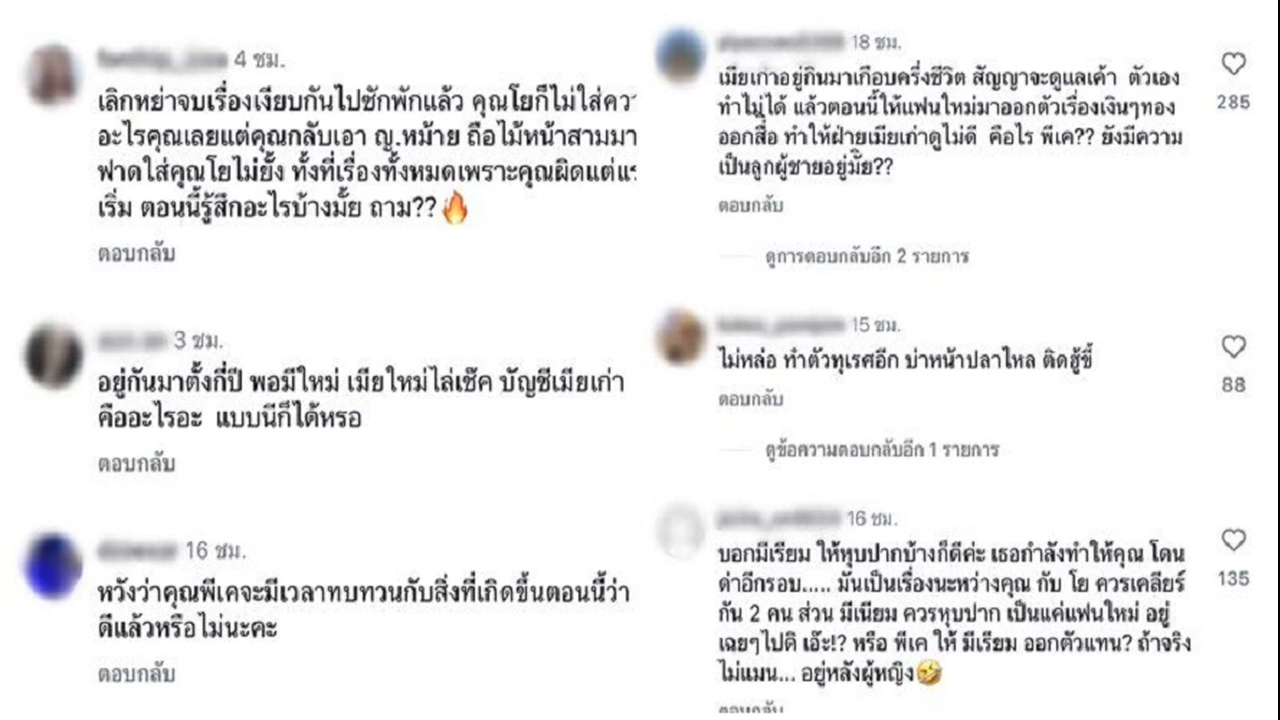 4 ชม.
เลิกหย่าจบเรื่องเงียบกันไปซักพักแล้ว คุณโยก็ไม่ใส่ความ
อะไรคุณเลยแต่คุณกลับเอา ญ.หม้าย ถือไม้หน้าสามมา
ฟาดใส่คุณโยไม่ยั้ง ทั้งที่เรื่องทั้งหมดเพราะคุณผิดแต่แรก
เริ่ม ตอนนี้รู้สึกอะไรบ้างมั้ย ถาม??🔥
ตอบกลับ
3 ชม.
อยู่กันมาตั้งกี่ปี พอมีใหม่ เมียใหม่ไล่เช๊ค บัญชีเมียเก่า
คืออะไรอะ แบบนีก็ได้หรอ
ตอบกลับ
16 ชม.
หวังว่าคุณพีเคจะมีเวลาทบทวนกับสิ่งที่เกิดขึ้นตอนนี้ว่า
ดีแล้วหรือไม่นะคะ
ตอบกลับ
18 ชม.
เมียเก่าอยู่กินมาเกือบครึ่งชีวิต สัญญาจะดูแลเค้า ตัวเอง
ทำไม่ได้ แล้วตอนนี้ให้แฟนใหม่มาออกตัวเรื่องเงินๆทอง
ออกสื่อ ทำให้ฝ่ายเมียเก่าดูไม่ดี คือไร พีเค?? ยังมีความ
เป็นลูกผู้ชายอยู่มั๊ย??
285
ตอบกลับ
ดูการตอบกลับอีก 2 รายการ
15 ชม.
ไม่หล่อ ทำตัวทุเรศอีก บ่าหน้าปลาไหล ติดฮู้ขี้
88
ตอบกลับ
ดูข้อความตอบกลับอีก 1 รายการ
16 ชม.
บอกมีเรียม ให้หุบปากบ้างก็ดีค่ะ เธอกำลังทำให้คุณ โดน
ด่าอีกรอบ..... มันเป็นเรื่องนะหว่างคุณ กับ โย ควรเคลียร์
กัน 2 คน ส่วน มีเนียม ควรหุบปาก เป็นแค่แฟนใหม่ อยู่
เฉยๆไปดิ เอ๊ะ!? หรือ พีเค ให้ มีเรียม ออกตัวแทน? ถ้าจริง
ไม่แมน... อยู่หลังผู้หญิง🤣
135
ตอบกลับ